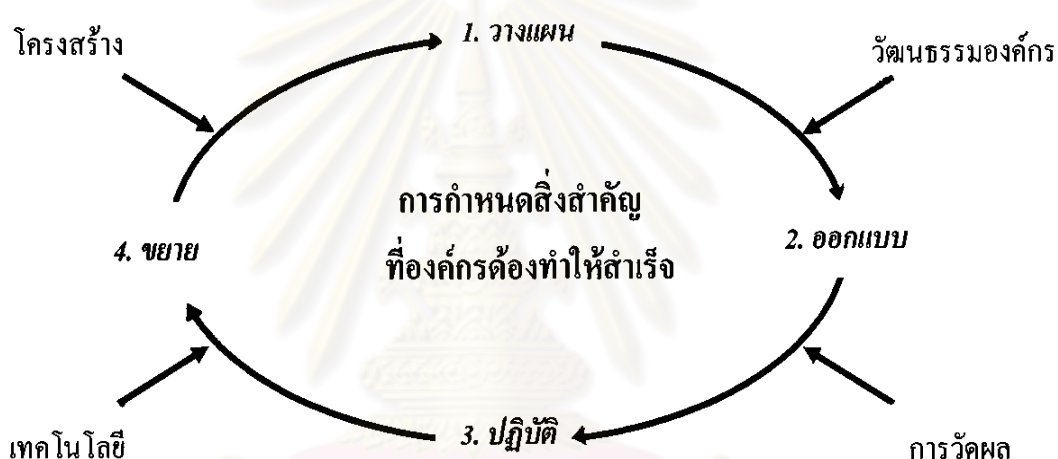 1. วางแผน
โครงสร้าง
วัฒนธรรมองค์กร
การกำหนดสิ่งสำคัญ
ที่องค์กรต้องทำให้สำเร็จ
4. ขยาย
2. ออกแบบ
3. ปฏิบัติ
เทคโนโลยี
การวัดผล